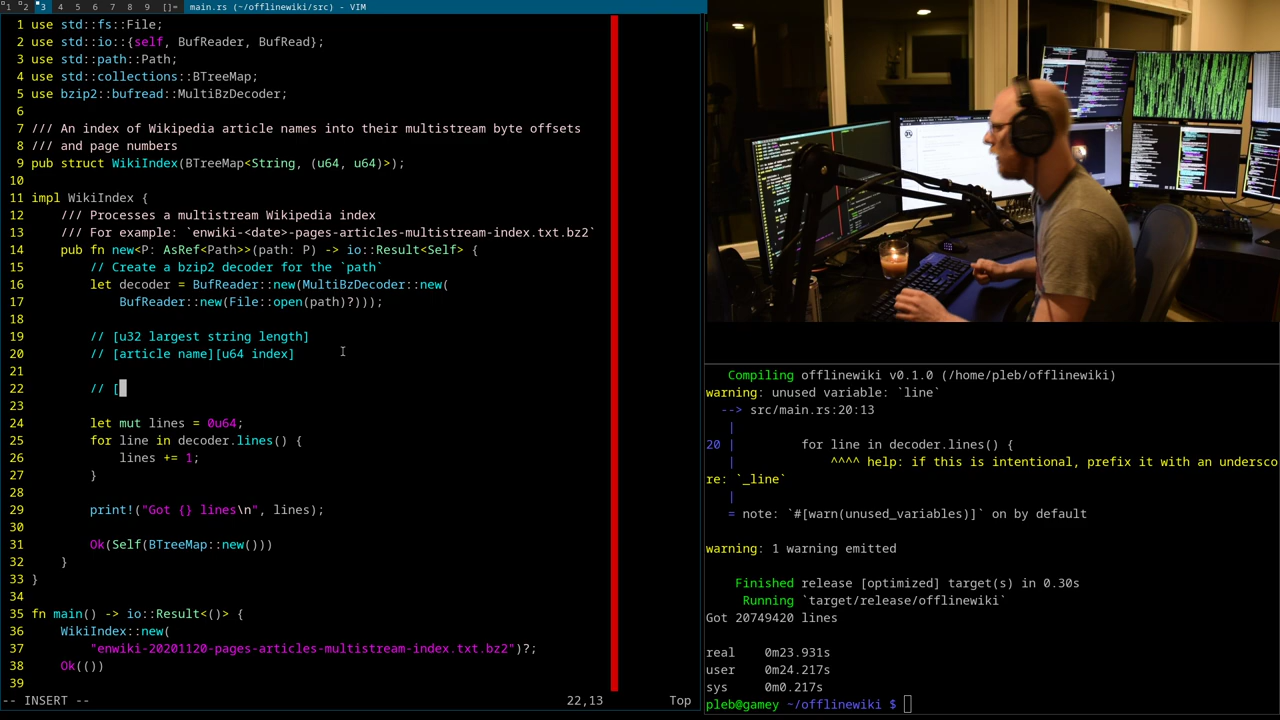 1 2 3 4 5 6 7 8 9 []= main.rs (~/offlinewiki/src) - VIM
1 use std::fs::File;
2 use std::io::{self, BufReader, BufRead};
3 use std::path::Path;
4 use std::collections::BTreeMap;
5 use bzip2::bufread::MultiBzDecoder;
6
7 /// An index of Wikipedia article names into their multistream byte offsets
8 /// and page numbers
9 pub struct WikiIndex(BTreeMap<String, (u64, u64)>);
10
11 impl WikiIndex {
12     /// Processes a multistream Wikipedia index
13     /// For example: `enwiki-<date>-pages-articles-multistream-index.txt.bz2`
14     pub fn new<P: AsRef<Path>>(path: P) -> io::Result<Self> {
15         // Create a bzip2 decoder for the `path`
16         let decoder = BufReader::new(MultiBzDecoder::new(
17             BufReader::new(File::open(path)?)));
18
19         // [u32 largest string length]
20         // [article name][u64 index]
21
22         // [
23
24         let mut lines = 0u64;
25         for line in decoder.lines() {
26             lines += 1;
27         }
28
29         print!("Got {} lines\n", lines);
30
31         Ok(Self(BTreeMap::new()))
32     }
33 }
34
35 fn main() -> io::Result<()> {
36     WikiIndex::new(
37         "enwiki-20201120-pages-articles-multistream-index.txt.bz2")?;
38     Ok(())
39
-- INSERT -- 22,13 Top
Compiling offlinewiki v0.1.0 (/home/pleb/offlinewiki)
warning: unused variable: `line`
--> src/main.rs:20:13
|
20 |         for line in decoder.lines() {
|             ^^^^ help: if this is intentional, prefix it with an undersco
re: `_line`
|
= note: `#[warn(unused_variables)]` on by default
warning: 1 warning emitted
Finished release [optimized] target(s) in 0.30s
Running `target/release/offlinewiki`
Got 20749420 lines
real 0m23.931s
user 0m24.217s
sys 0m0.217s
pleb@gamey ~/offlinewiki $